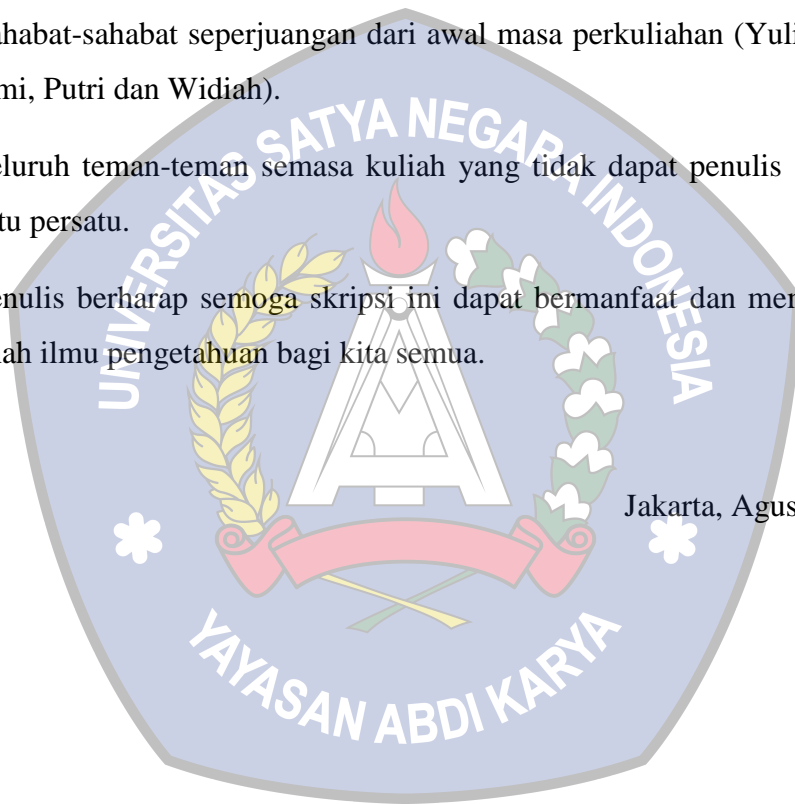 ahabat-sahabat seperjuangan dari awal masa perkuliahan (Yuli
mi, Putri dan Widiah).
UNIVERSITAS SATYA NEGARA INDONESIA
eluruh teman-teman semasa kuliah yang tidak dapat penulis
tu persatu.
enulis berharap semoga skripsi ini dapat bermanfaat dan mer
ah ilmu pengetahuan bagi kita semua.
Jakarta, Agus
YAYASAN ABDI KARYA